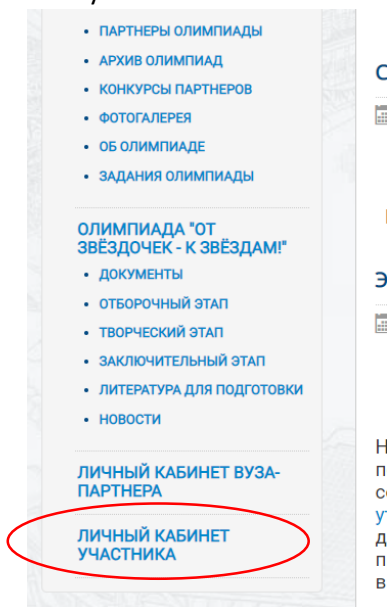 ПАРТНЕРЫ ОЛИМПИАДЫ
АРХИВ ОЛИМПИАД
КОНКУРСЫ ПАРТНЕРОВ
ФОТОГАЛЕРЕЯ
ОБ ОЛИМПИАДЕ
ЗАДАНИЯ ОЛИМПИАДЫ
ОЛИМПИАДА "ОТ
ЗВЁЗДОЧЕК - К ЗВЁЗДАМ!"
ДОКУМЕНТЫ
ОТБОРОЧНЫЙ ЭТАП
ТВОРЧЕСКИЙ ЭТАП
ЗАКЛЮЧИТЕЛЬНЫЙ ЭТАП
ЛИТЕРАТУРА ДЛЯ ПОДГОТОВКИ
НОВОСТИ
ЛИЧНЫЙ КАБИНЕТ ВУЗА-
ПАРТНЕРА
ЛИЧНЫЙ КАБИНЕТ
УЧАСТНИКА